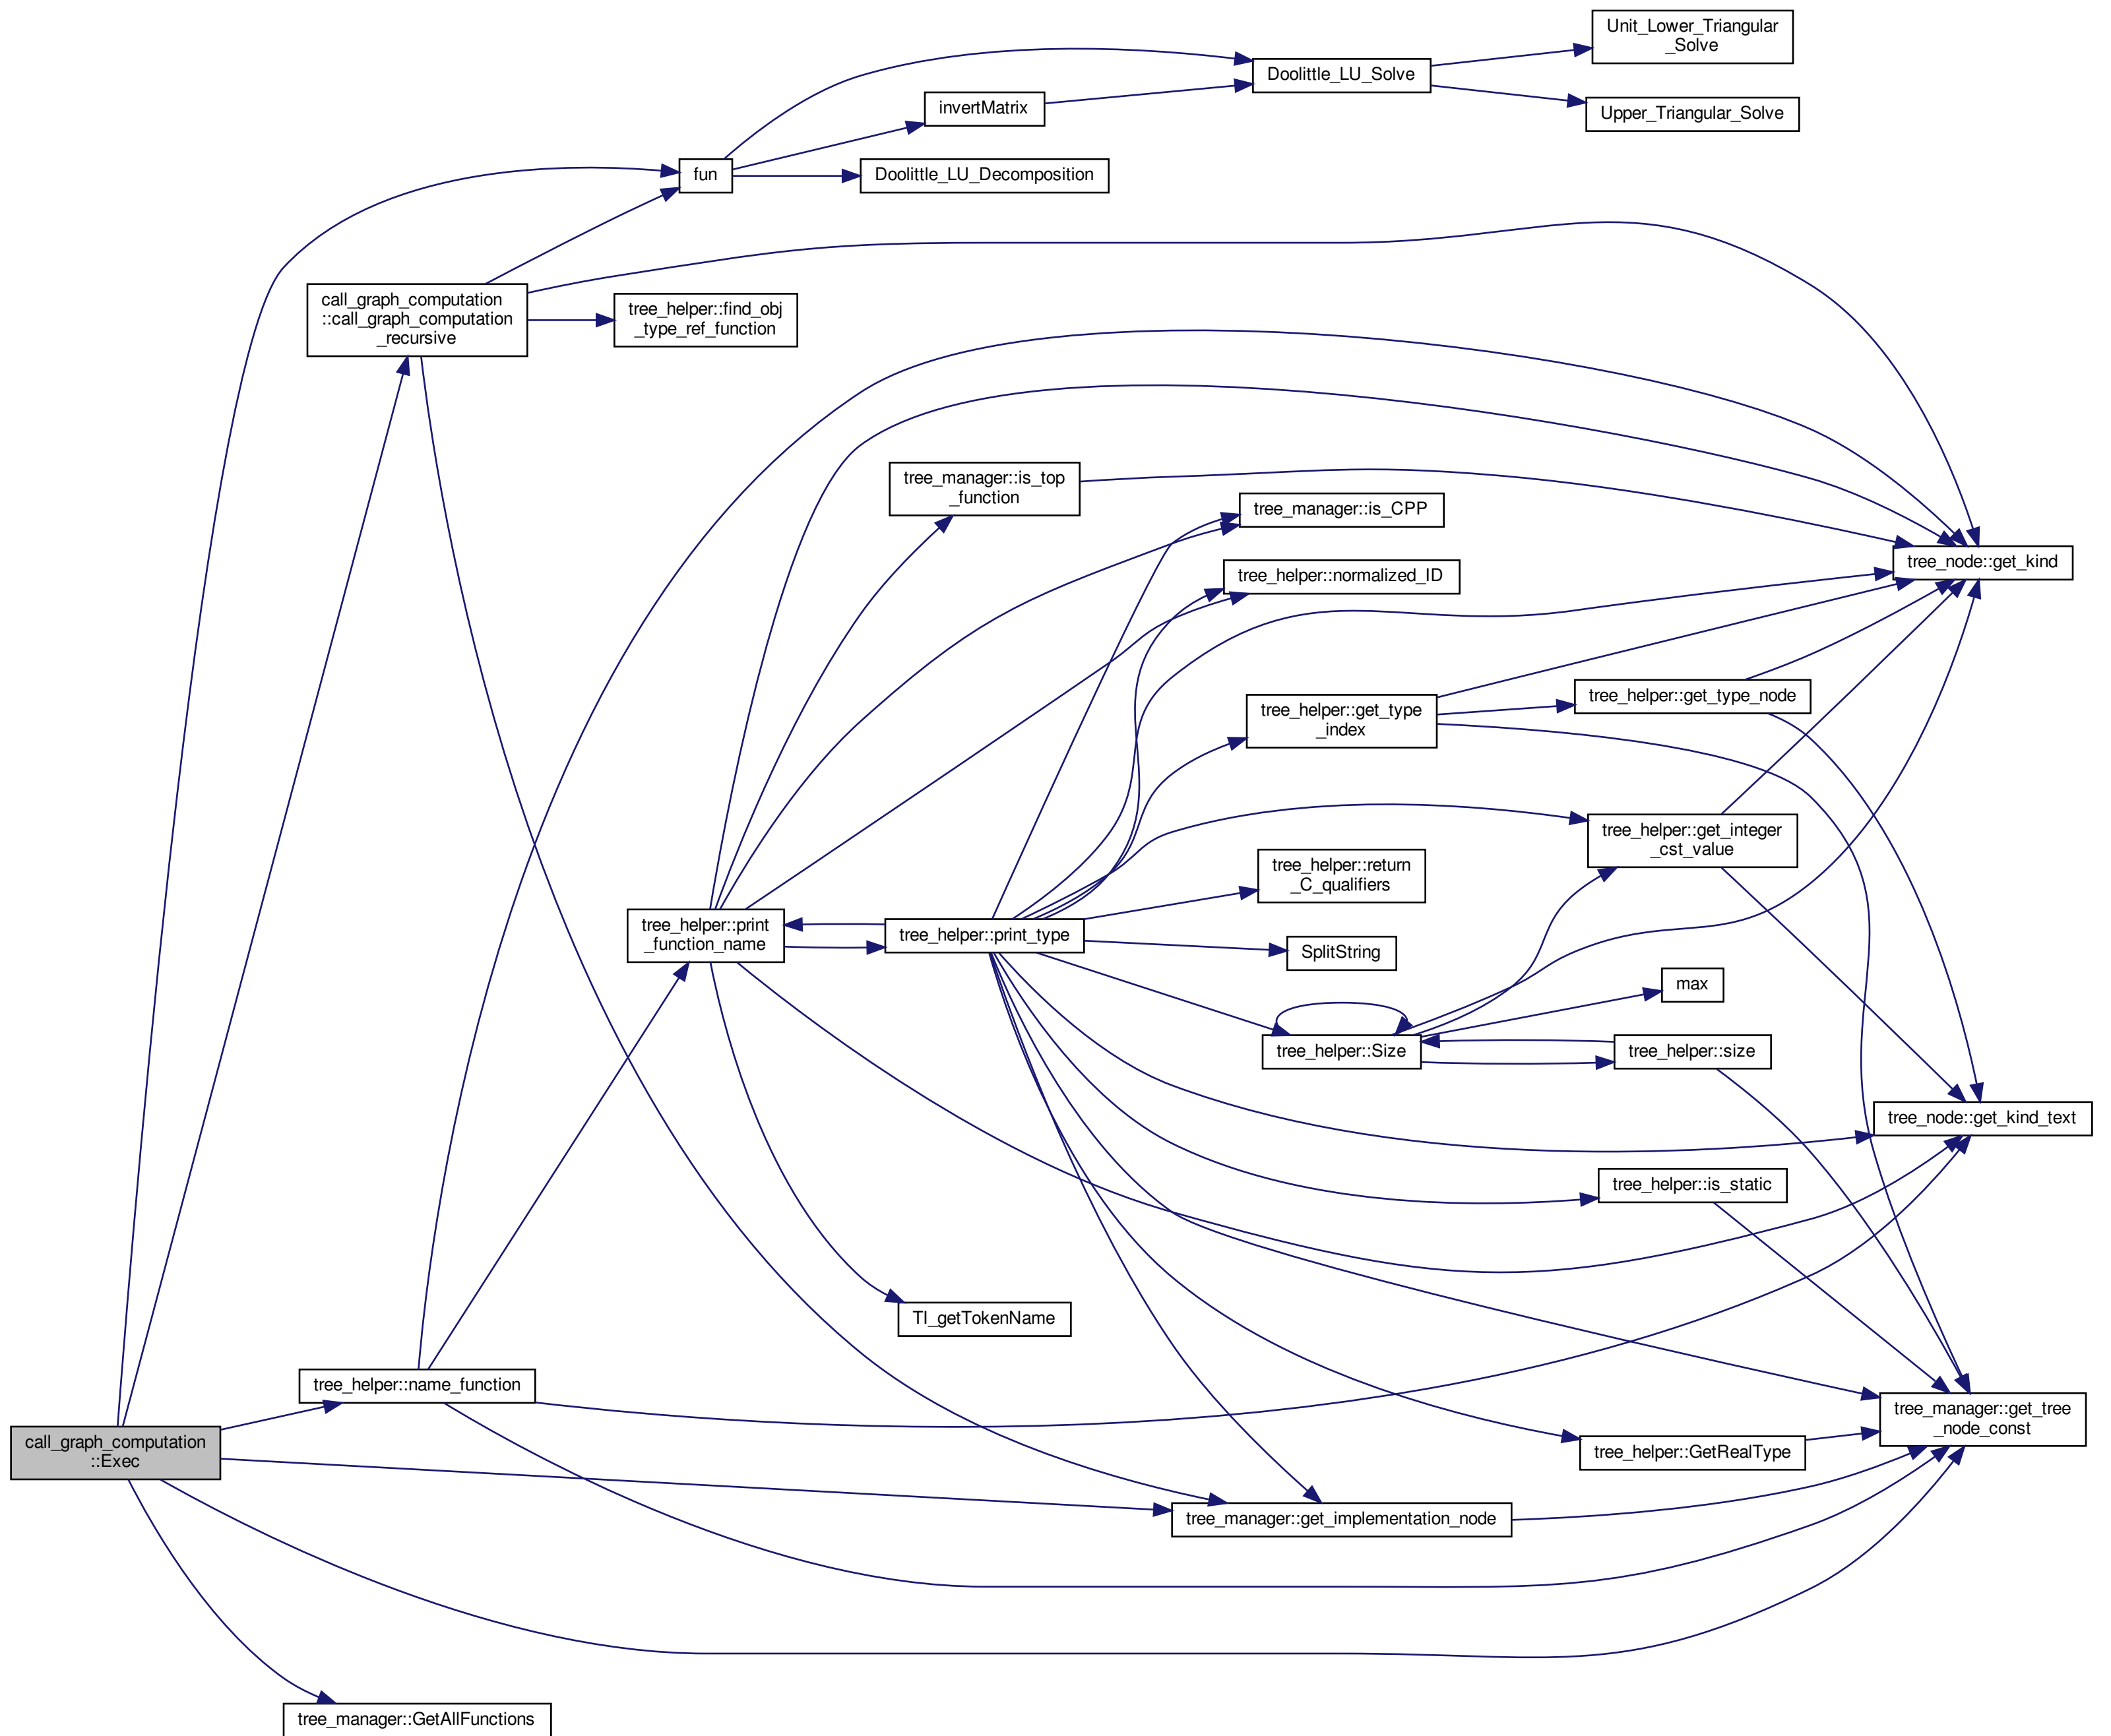 Unit_Lower_Triangular
_Solve
Doolittle_LU_Solve
invertMatrix
Upper_Triangular_Solve
fun
Doolittle_LU_Decomposition
call_graph_computation
::call_graph_computation
_recursive
tree_helper::find_obj
_type_ref_function
tree_manager::is_top
_function
tree_manager::is_CPP
tree_node::get_kind
tree_helper::normalized_ID
tree_helper::get_type
_index
tree_helper::get_type_node
tree_helper::get_integer
_cst_value
tree_helper::return
_C_qualifiers
tree_helper::print
_function_name
tree_helper::print_type
SplitString
max
tree_helper::Size
tree_helper::size
tree_node::get_kind_text
tree_helper::is_static
TI_getTokenName
tree_helper::name_function
tree_manager::get_tree
_node_const
call_graph_computation
::Exec
tree_helper::GetRealType
tree_manager::get_implementation_node
tree_manager::GetAllFunctions